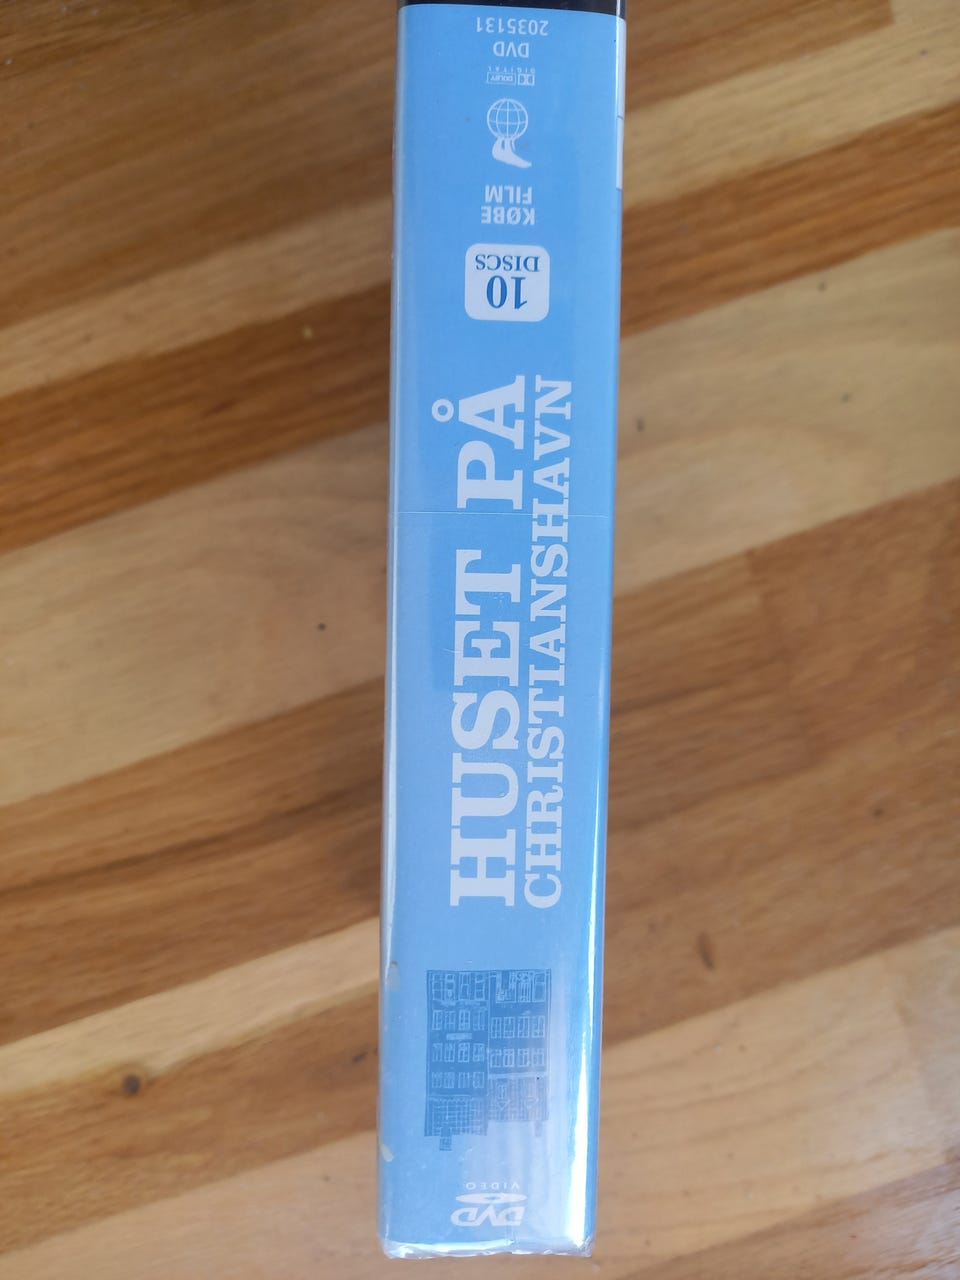 DVD
VIDEO
HUSET PÅ
CHRISTIANSHAVN
10
DISCS
KØBE
FILM
DOLBY
DIGITAL
DVD
2035131